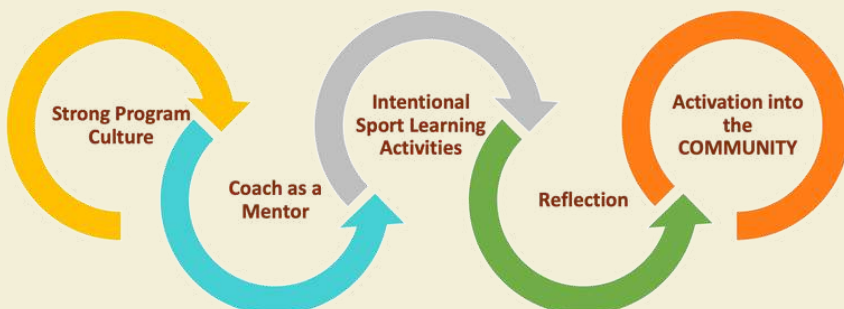 Strong Program
Culture
Coach as a
Mentor
Intentional
Sport Learning
Activities
Reflection
Activation into
the
COMMUNITY